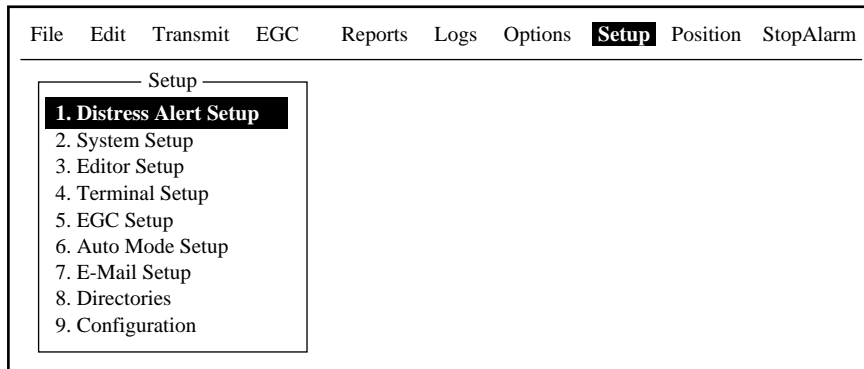 File Edit Transmit EGC Reports Logs Options Setup Position StopAlarm
Setup
1. Distress Alert Setup
2. System Setup
3. Editor Setup
4. Terminal Setup
5. EGC Setup
6. Auto Mode Setup
7. E-Mail Setup
8. Directories
9. Configuration